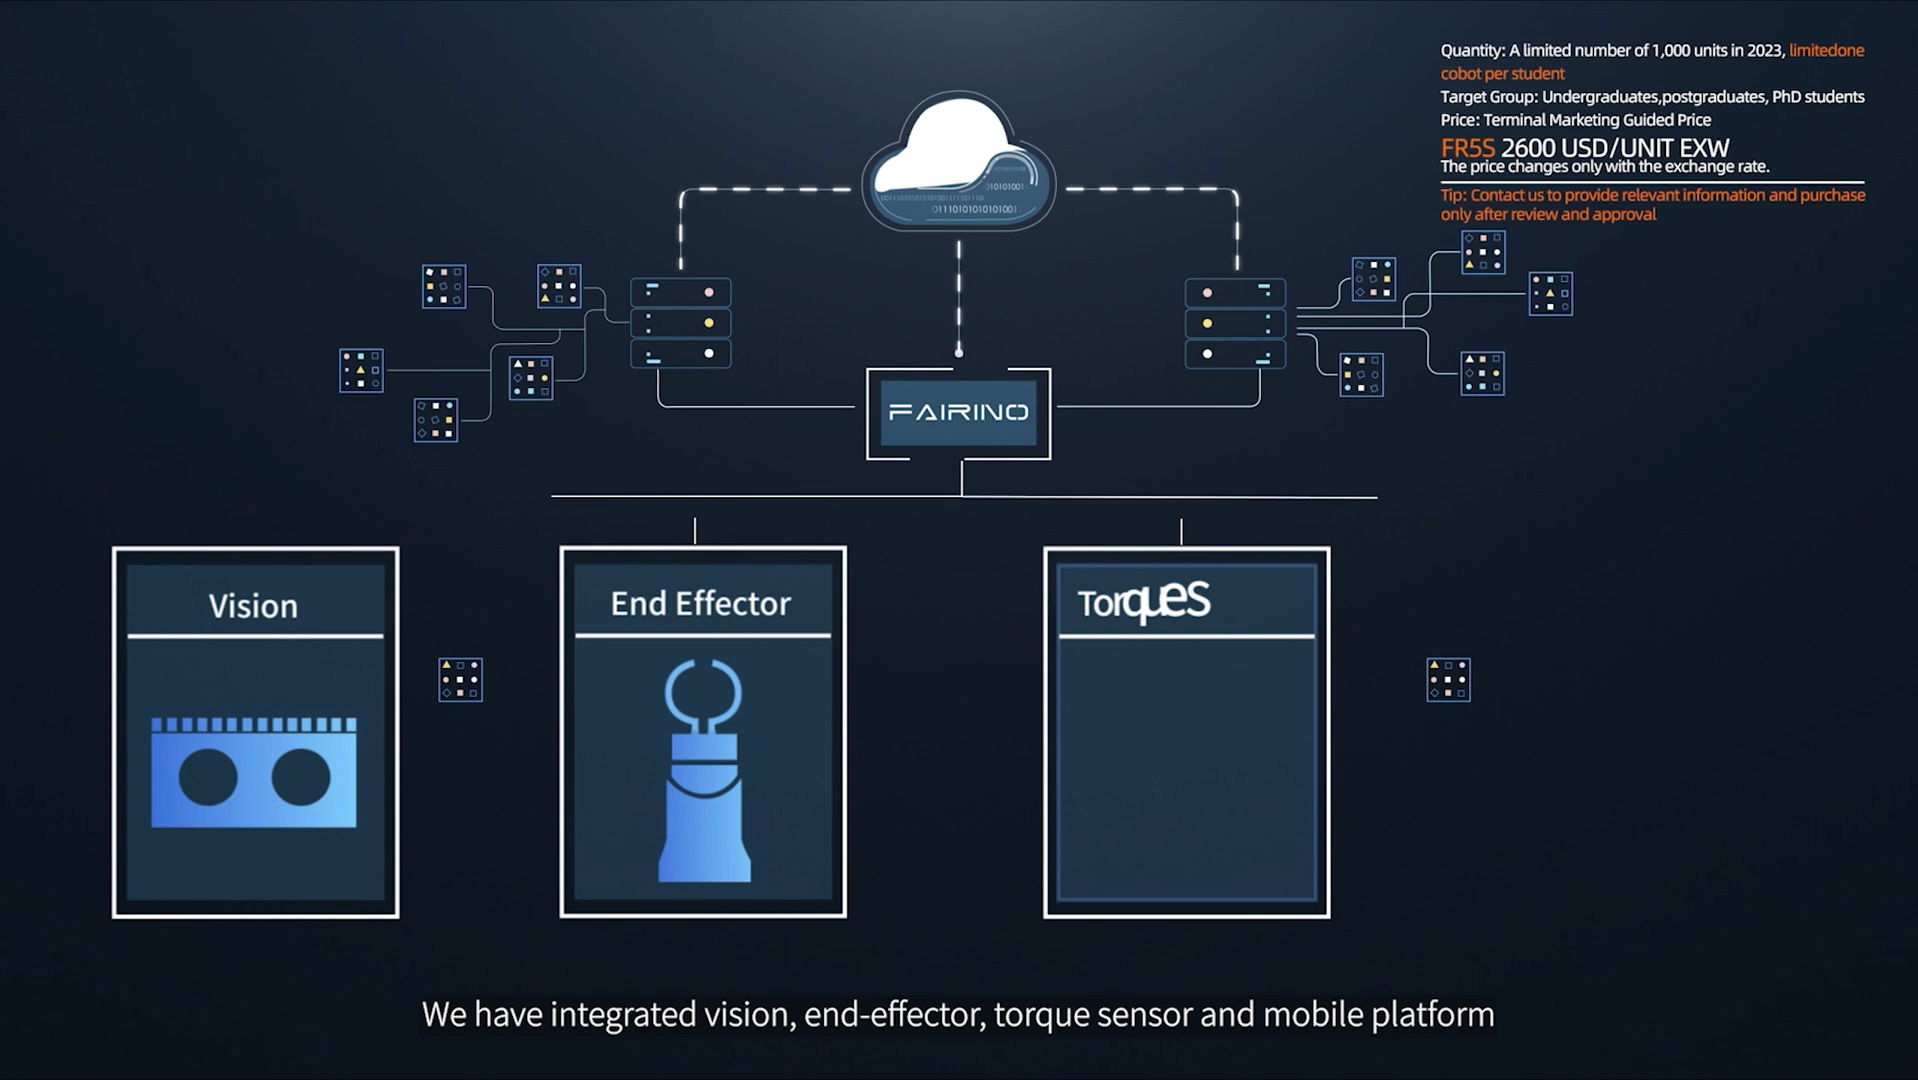 Quantity: A limited number of 1,000 units in 2023, limitedone
cobot per student
Target Group: Undergraduates,postgraduates, PhD students
Price: Terminal Marketing Guided Price
FR5S 2600 USD/UNIT EXW
The price changes only with the exchange rate.
Tip: Contact us to provide relevant information and purchase
only after review and approval
010101001
FAIRINO
Vision
End Effector
Torques
We have integrated vision, end-effector, torque sensor and mobile platform